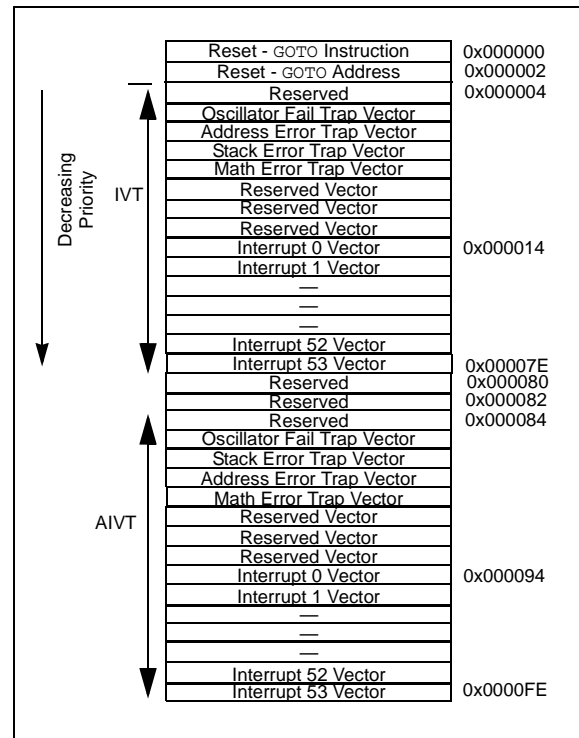 Reset - GOTO Instruction 0x000000
Reset - GOTO Address 0x000002
Reserved 0x000004
Oscillator Fail Trap Vector
Address Error Trap Vector
Stack Error Trap Vector
Math Error Trap Vector
Reserved Vector
Reserved Vector
Reserved Vector
Interrupt 0 Vector 0x000014
Interrupt 1 Vector
—
—
—
Interrupt 52 Vector
Interrupt 53 Vector 0x00007E
Reserved 0x000080
Reserved 0x000082
Reserved 0x000084
Oscillator Fail Trap Vector
Stack Error Trap Vector
Address Error Trap Vector
Math Error Trap Vector
Reserved Vector
Reserved Vector
Reserved Vector
Interrupt 0 Vector 0x000094
Interrupt 1 Vector
—
—
—
Interrupt 52 Vector
Interrupt 53 Vector 0x0000FE
Decreasing
Priority
IVT
AIVT